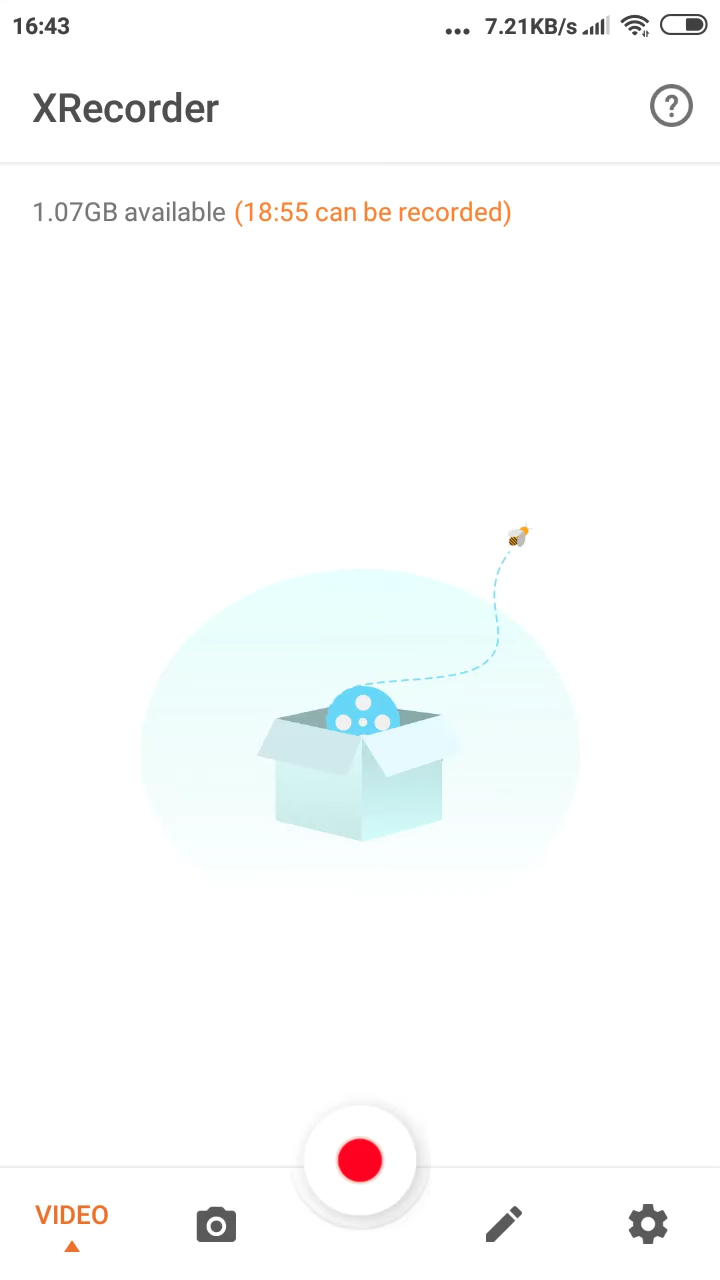 16:43 ... 7.21KB/s
XRecorder ?
1.07GB available (18:55 can be recorded)
VIDEO